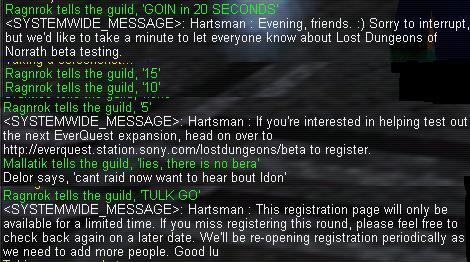 Ragnrok tells the guild, 'GOIN in 20 SECONDS'
<SYSTEMWIDE_MESSAGE>: Hartsman : Evening, friends. :) Sorry to interrupt,
but we'd like to take a minute to let everyone know about Lost Dungeons of
Norrath beta testing.
Taking a screenshot...
Ragnrok tells the guild, '15'
Ragnrok tells the guild, '10'
Ragnrok tells the guild, '5'
<SYSTEMWIDE_MESSAGE>: Hartsman : If you're interested in helping test out
the next EverQuest expansion, head on over to
http://everquest.station.sony.com/lostdungeons/beta to register.
Mallatik tells the guild, 'lies, there is no bera'
Delor says, 'cant raid now want to hear bout ldon'
Ragnrok tells the guild, 'TULK GO'
<SYSTEMWIDE_MESSAGE>: Hartsman : This registration page will only be
available for a limited time. If you miss registering this round, please feel free to
check back again on a later date. We'll be re-opening registration periodically as
we need to add more people. Good lu